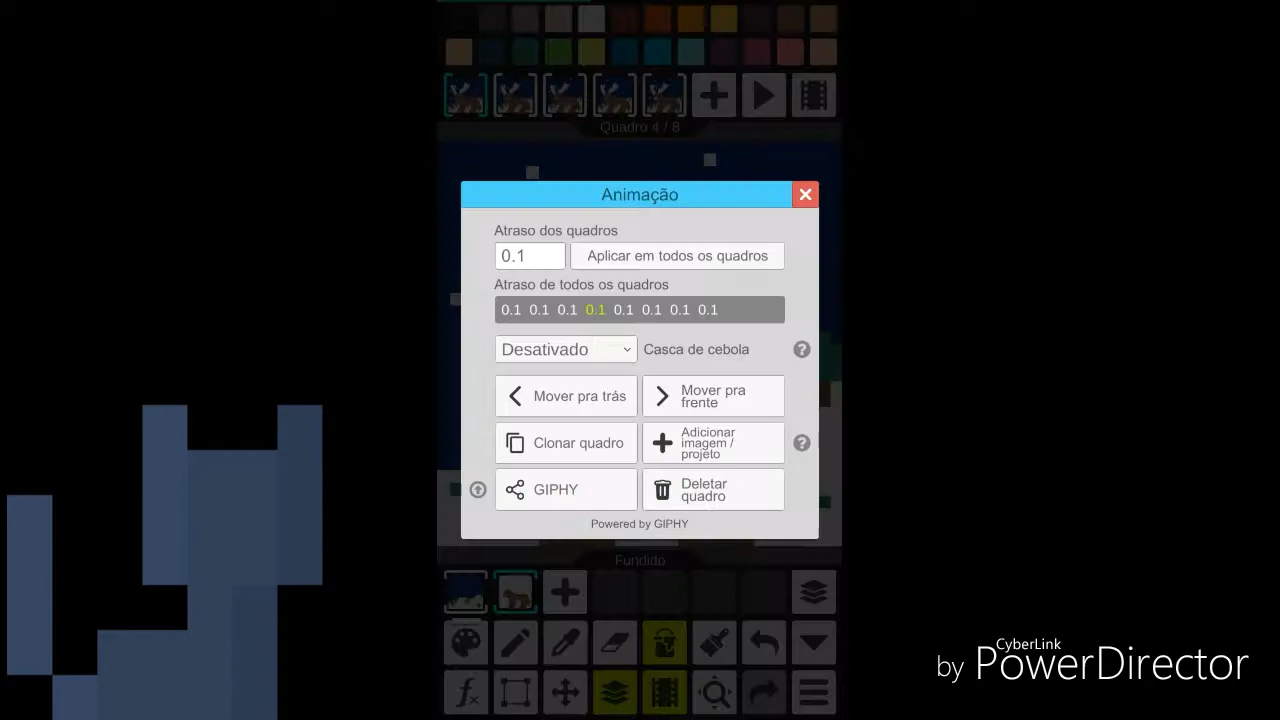 Quadro 4 / 8
Animação
Atraso dos quadros
0.1
Aplicar em todos os quadros
Atraso de todos os quadros
0.1 0.1 0.1 0.1 0.1 0.1 0.1 0.1
Desativado
Casca de cebola
?
Mover pra trás
Mover pra
frente
Clonar quadro
Adicionar
imagem /
projeto
?
GIPHY
Deletar
quadro
Powered by GIPHY
Fundido
fx
CyberLink
by PowerDirector